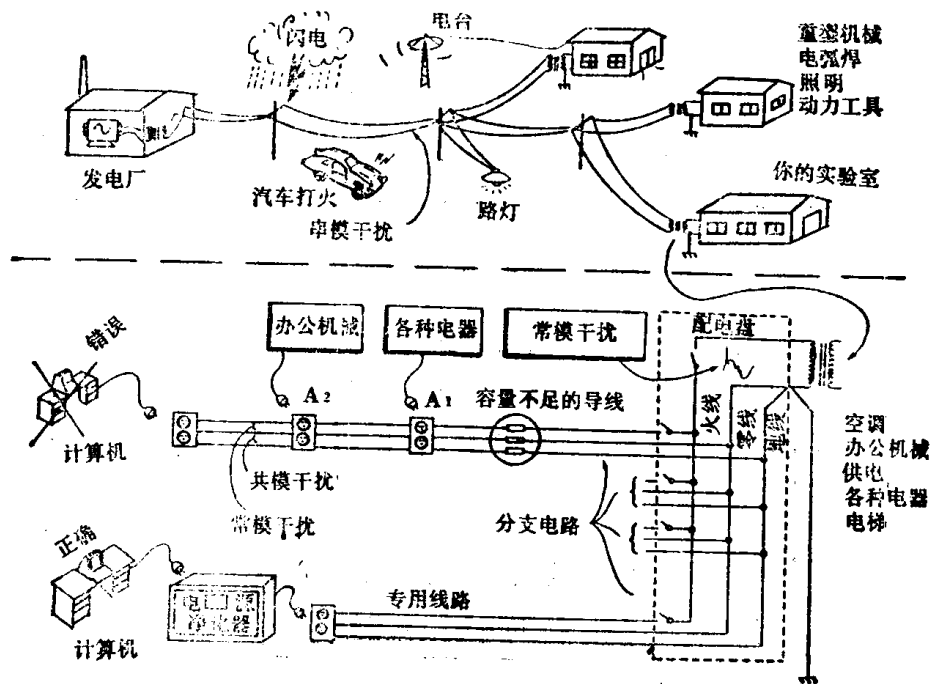 闪电
电台
重型机械
电弧焊
照明
动力工具
发电厂
汽车打火
串模干扰
路灯
你的实验室
错误
办公机械
各种电器
常模干扰
配电盘
A2
A1
容量不足的导线
火线
零线
地线
计算机
共模干扰
常模干扰
分支电路
空调
办公机械
供电
各种电器
电梯
正确
专用线路
电源
净化器
计算机